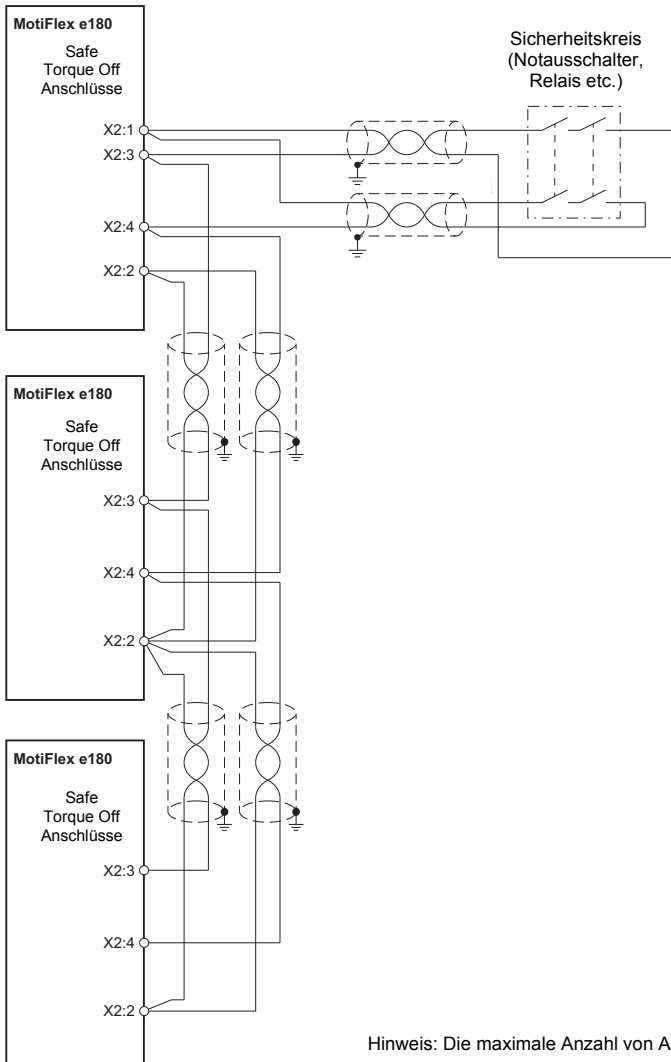 MotiFlex e180
Safe
Torque Off
Anschlüsse
X2:1
X2:3
X2:4
X2:2
Sicherheitskreis
(Notausschalter,
Relais etc.)
MotiFlex e180
Safe
Torque Off
Anschlüsse
X2:3
X2:4
X2:2
MotiFlex e180
Safe
Torque Off
Anschlüsse
X2:3
X2:4
X2:2
Hinweis: Die maximale Anzahl von